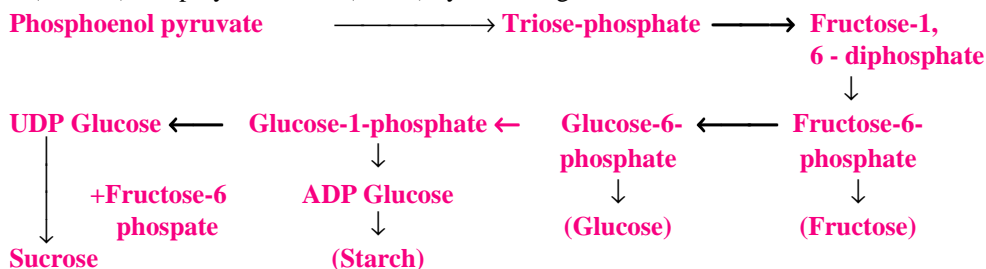 Phosphoenol pyruvate ⟶ Triose-phosphate ⟶ Fructose-1,
6 - diphosphate
↓
UDP Glucose ⟵ Glucose-1-phosphate ← Glucose-6- ⟵ Fructose-6-
phosphate phosphate
↓ ↓ ↓ ↓
+Fructose-6 ADP Glucose
phospate ↓ (Glucose) (Fructose)
Sucrose (Starch)